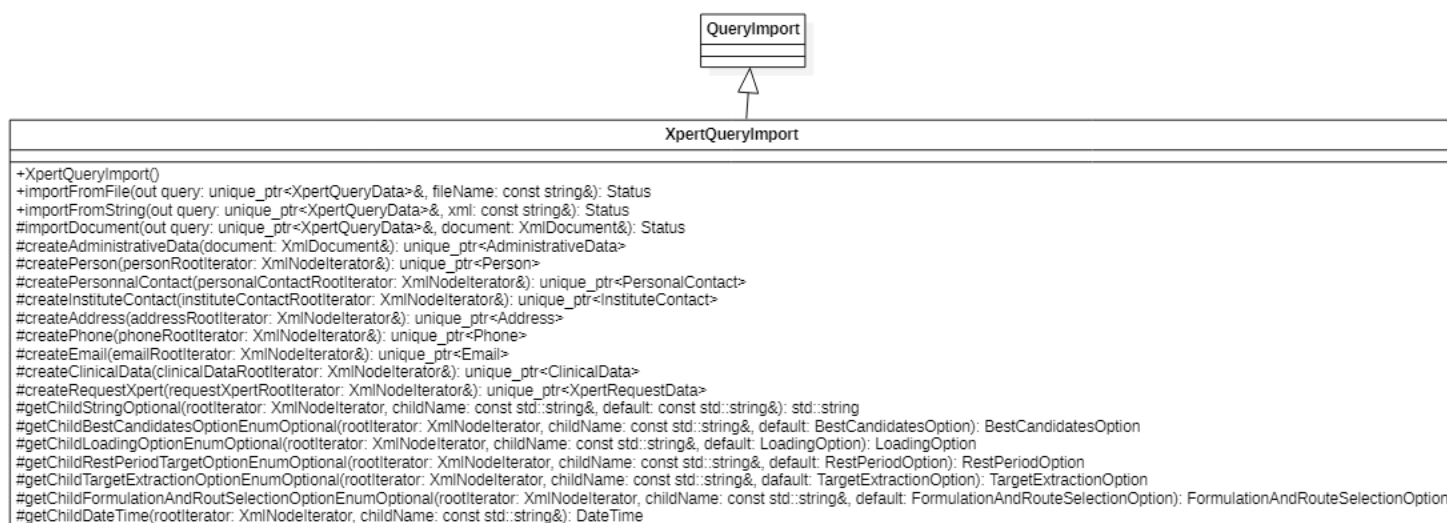 QueryImport
XpertQueryImport
+XpertQueryImport()
+importFromFile(out query: unique_ptr<XpertQueryData>&, fileName: const string&): Status
+importFromString(out query: unique_ptr<XpertQueryData>&, xml: const string&): Status
#importDocument(out query: unique_ptr<XpertQueryData>&, document: XmlDocument&): Status
#createAdministrativeData(document: XmlDocument&): unique_ptr<AdministrativeData>
#createPerson(personRootIterator: XmlNodeIterator&): unique_ptr<Person>
#createPersonnalContact(personalContactRootIterator: XmlNodeIterator&): unique_ptr<PersonalContact>
#createInstituteContact(instituteContactRootIterator: XmlNodeIterator&): unique_ptr<InstituteContact>
#createAddress(addressRootIterator: XmlNodeIterator&): unique_ptr<Address>
#createPhone(phoneRootIterator: XmlNodeIterator&): unique_ptr<Phone>
#createEmail(emailRootIterator: XmlNodeIterator&): unique_ptr<Email>
#createClinicalData(clinicalDataRootIterator: XmlNodeIterator&): unique_ptr<ClinicalData>
#createRequestXpert(requestXpertRootIterator: XmlNodeIterator&): unique_ptr<XpertRequestData>
#getChildStringOptional(rootIterator: XmlNodeIterator, childName: const std::string&, default: const std::string&): std::string
#getChildBestCandidatesOptionEnumOptional(rootIterator: XmlNodeIterator, childName: const std::string&, default: BestCandidatesOption): BestCandidatesOption
#getChildLoadingOptionEnumOptional(rootIterator: XmlNodeIterator, childName: const std::string&, default: LoadingOption): LoadingOption
#getChildRestPeriodTargetOptionEnumOptional(rootIterator: XmlNodeIterator, childName: const std::string&, default: RestPeriodOption): RestPeriodOption
#getChildTargetExtractionOptionEnumOptional(rootIterator: XmlNodeIterator, childName: const std::string&, dafault: TargetExtractionOption): TargetExtractionOption
#getChildFormulationAndRoutSelectionOptionEnumOptional(rootIterator: XmlNodeIterator, childName: const std::string&, default: FormulationAndRouteSelectionOption): FormulationAndRouteSelectionOption
#getChildDateTime(rootIterator: XmlNodeIterator, childName: const std::string&): DateTime